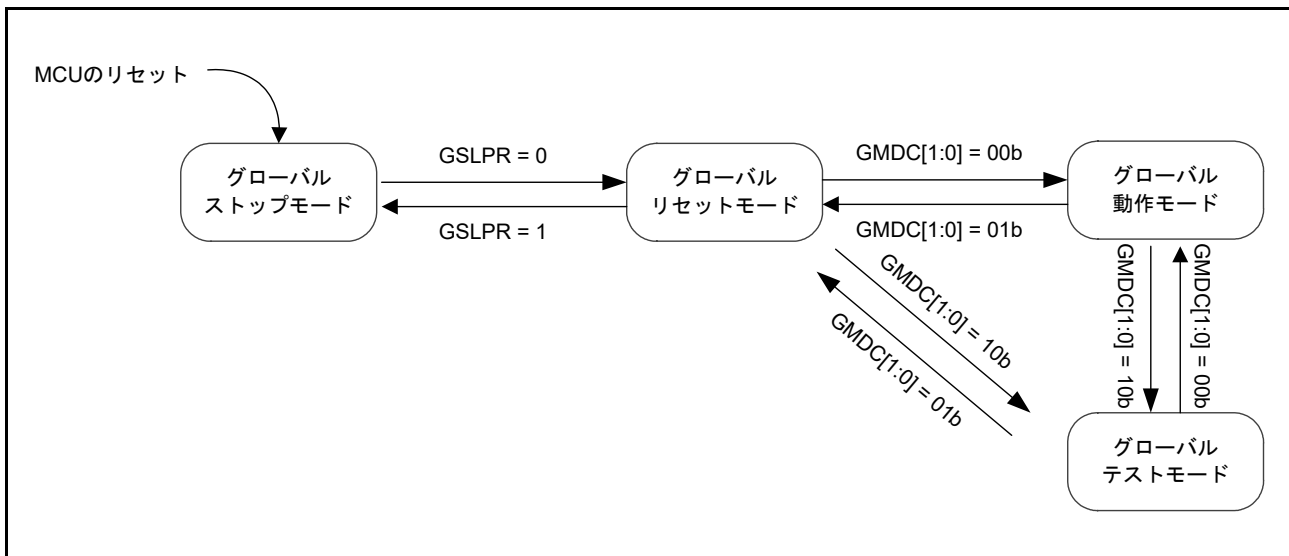 MCUのリセット
グローバル
ストップモード
GSLPR = 0
GSLPR = 1
グローバル
リセットモード
GMDC[1:0] = 00b
GMDC[1:0] = 01b
グローバル
動作モード
GMDC[1:0] = 10b
GMDC[1:0] = 01b
GMDC[1:0] = 10b
GMDC[1:0] = 00b
グローバル
テストモード